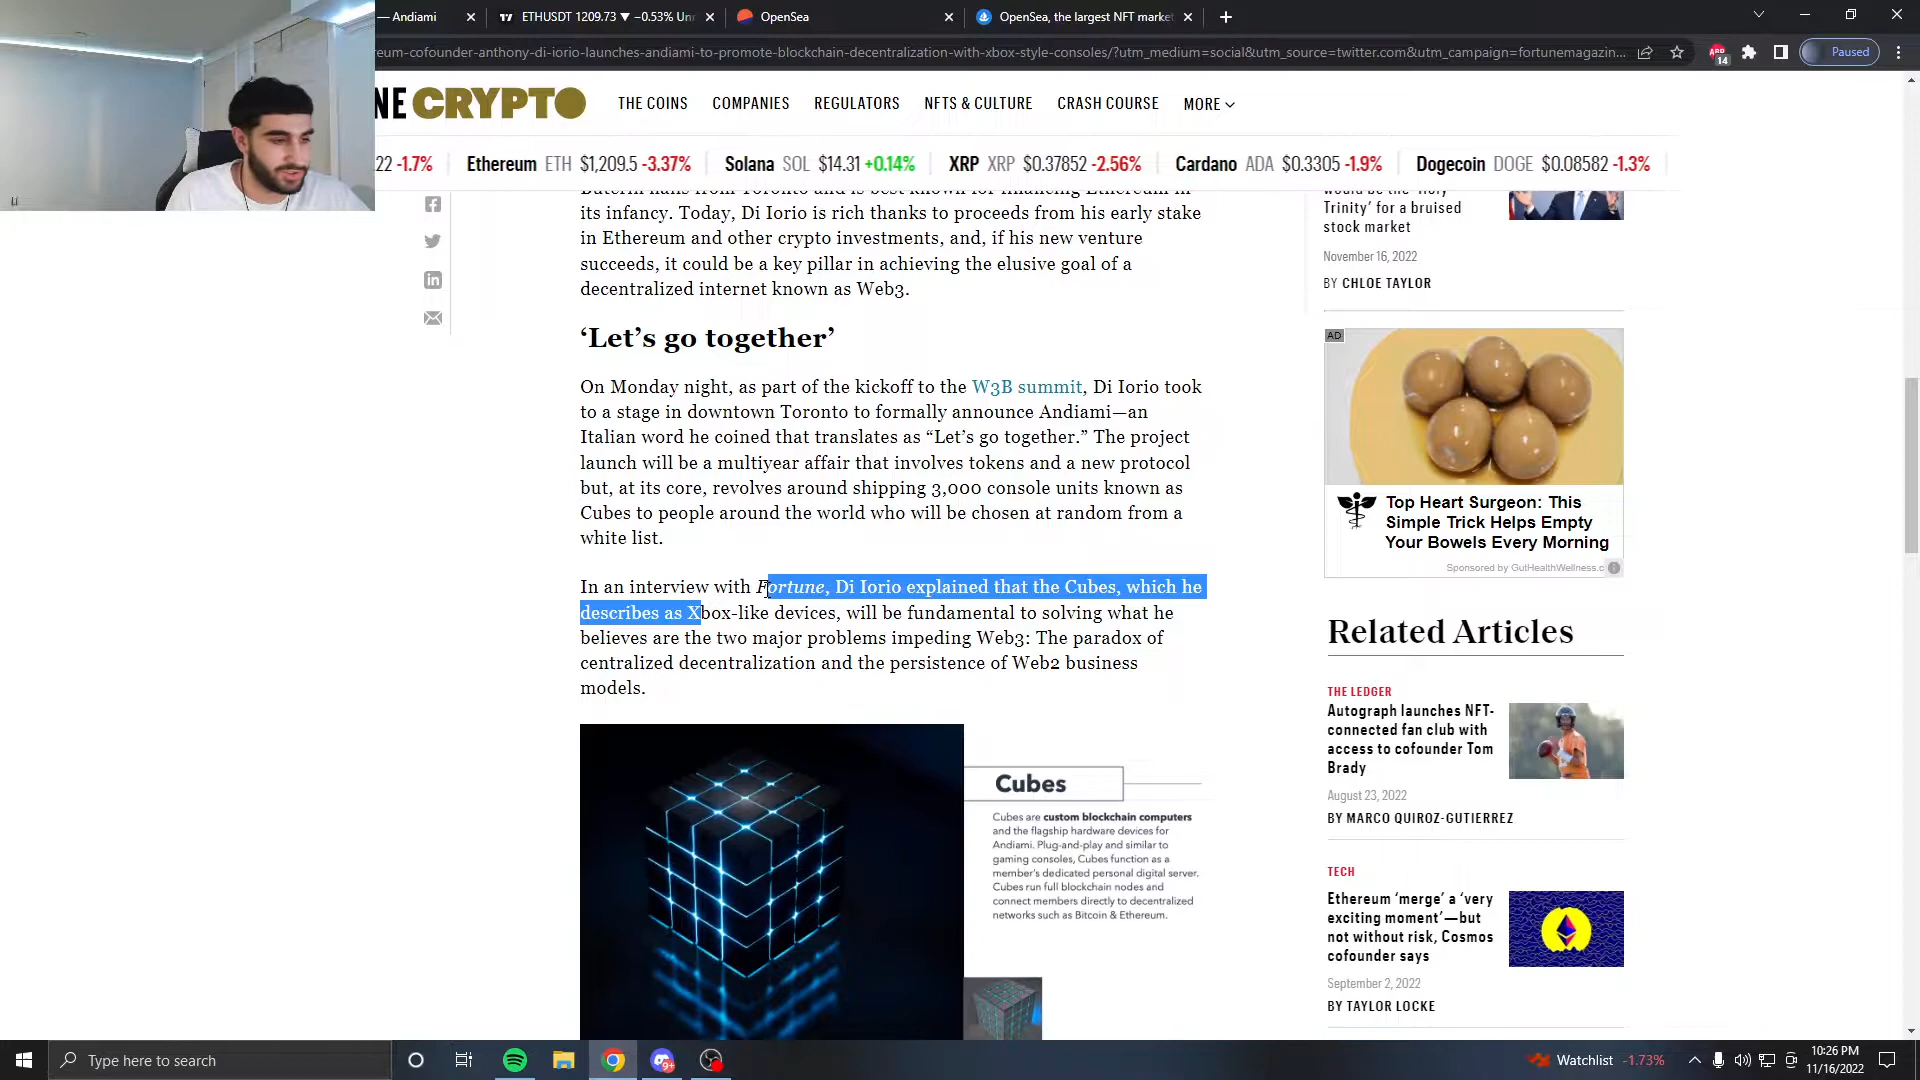 — Andiami
ETHUSDT 1209.73 ▼ −0.53% Un
OpenSea
OpenSea, the largest NFT market
eum-cofounder-anthony-di-iorio-launches-andiami-to-promote-blockchain-decentralization-with-xbox-style-consoles/?utm_medium=social&utm_source=twitter.com&utm_campaign=fortunemagazin...
14
Paused
NE CRYPTO
THE COINS
COMPANIES
REGULATORS
NFTS & CULTURE
CRASH COURSE
MORE
22 -1.7%
Ethereum ETH $1,209.5 -3.37%
Solana SOL $14.31 +0.14%
XRP XRP $0.37852 -2.56%
Cardano ADA $0.3305 -1.9%
Dogecoin DOGE $0.08582 -1.3%
Buterin hails from Toronto and is best known for financing Ethereum in
its infancy. Today, Di Iorio is rich thanks to proceeds from his early stake
in Ethereum and other crypto investments, and, if his new venture
succeeds, it could be a key pillar in achieving the elusive goal of a
decentralized internet known as Web3.
‘Let’s go together’
On Monday night, as part of the kickoff to the W3B summit, Di Iorio took
to a stage in downtown Toronto to formally announce Andiami—an
Italian word he coined that translates as “Let’s go together.” The project
launch will be a multiyear affair that involves tokens and a new protocol
but, at its core, revolves around shipping 3,000 console units known as
Cubes to people around the world who will be chosen at random from a
white list.
In an interview with Fortune, Di Iorio explained that the Cubes, which he
describes as Xbox-like devices, will be fundamental to solving what he
believes are the two major problems impeding Web3: The paradox of
centralized decentralization and the persistence of Web2 business
models.
Cubes
Cubes are custom blockchain computers
and the flagship hardware devices for
Andiami. Plug-and-play and similar to
gaming consoles, Cubes function as a
member's dedicated personal digital server.
Cubes run full blockchain nodes and
connect members directly to decentralized
networks such as Bitcoin & Ethereum.
would be the ‘Holy
Trinity’ for a bruised
stock market
November 16, 2022
BY CHLOE TAYLOR
AD
Top Heart Surgeon: This
Simple Trick Helps Empty
Your Bowels Every Morning
Sponsored by GutHealthWellness.c
Related Articles
THE LEDGER
Autograph launches NFT-
connected fan club with
access to cofounder Tom
Brady
August 23, 2022
BY MARCO QUIROZ-GUTIERREZ
TECH
Ethereum ‘merge’ a ‘very
exciting moment’—but
not without risk, Cosmos
cofounder says
September 2, 2022
BY TAYLOR LOCKE
Type here to search
9+
Watchlist -1.73%
10:26 PM
11/16/2022